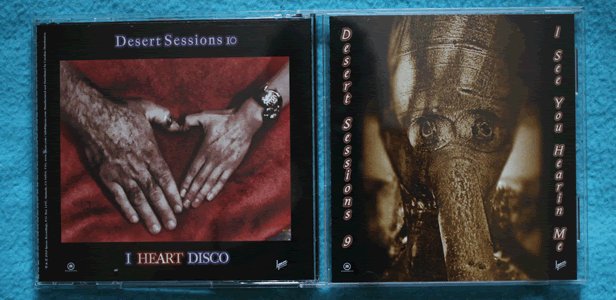 Desert Sessions 10
I HEART DISCO
Desert Sessions 9
I See You Hearin Me